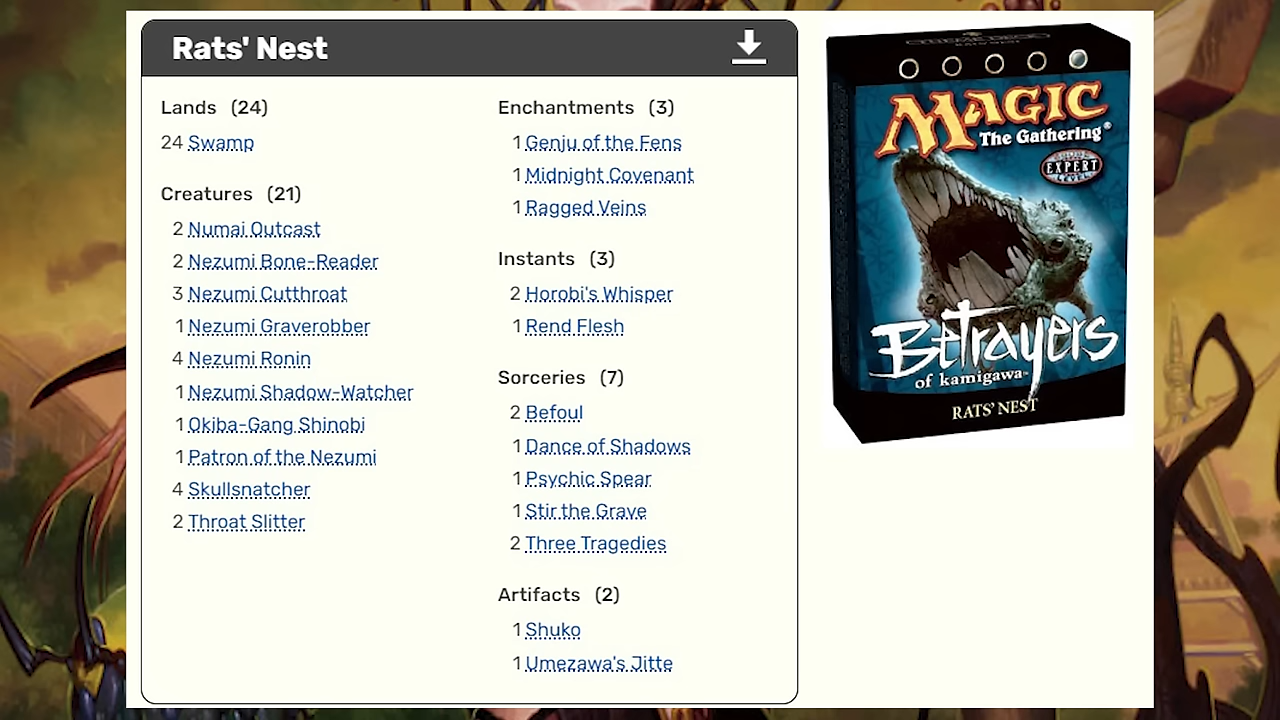 Rats' Nest
Lands (24)
24 Swamp
Creatures (21)
2 Numai Outcast
2 Nezumi Bone-Reader
3 Nezumi Cutthroat
1 Nezumi Graverobber
4 Nezumi Ronin
1 Nezumi Shadow-Watcher
1 Okiba-Gang Shinobi
1 Patron of the Nezumi
4 Skullsnatcher
2 Throat Slitter
Enchantments (3)
1 Genju of the Fens
1 Midnight Covenant
1 Ragged Veins
Instants (3)
2 Horobi's Whisper
1 Rend Flesh
Sorceries (7)
2 Befoul
1 Dance of Shadows
1 Psychic Spear
1 Stir the Grave
2 Three Tragedies
Artifacts (2)
1 Shuko
1 Umezawa's Jitte
MAGIC
The Gathering®
EXPERT
LEVEL
Betrayers
of kamigawa™
RATS' NEST